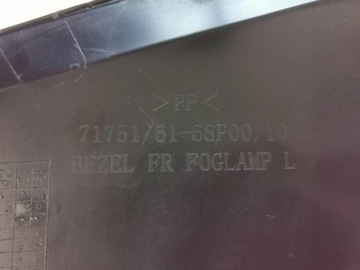 >PP<
71751/61-68P00/10
BEZEL FR FOGLAMP L